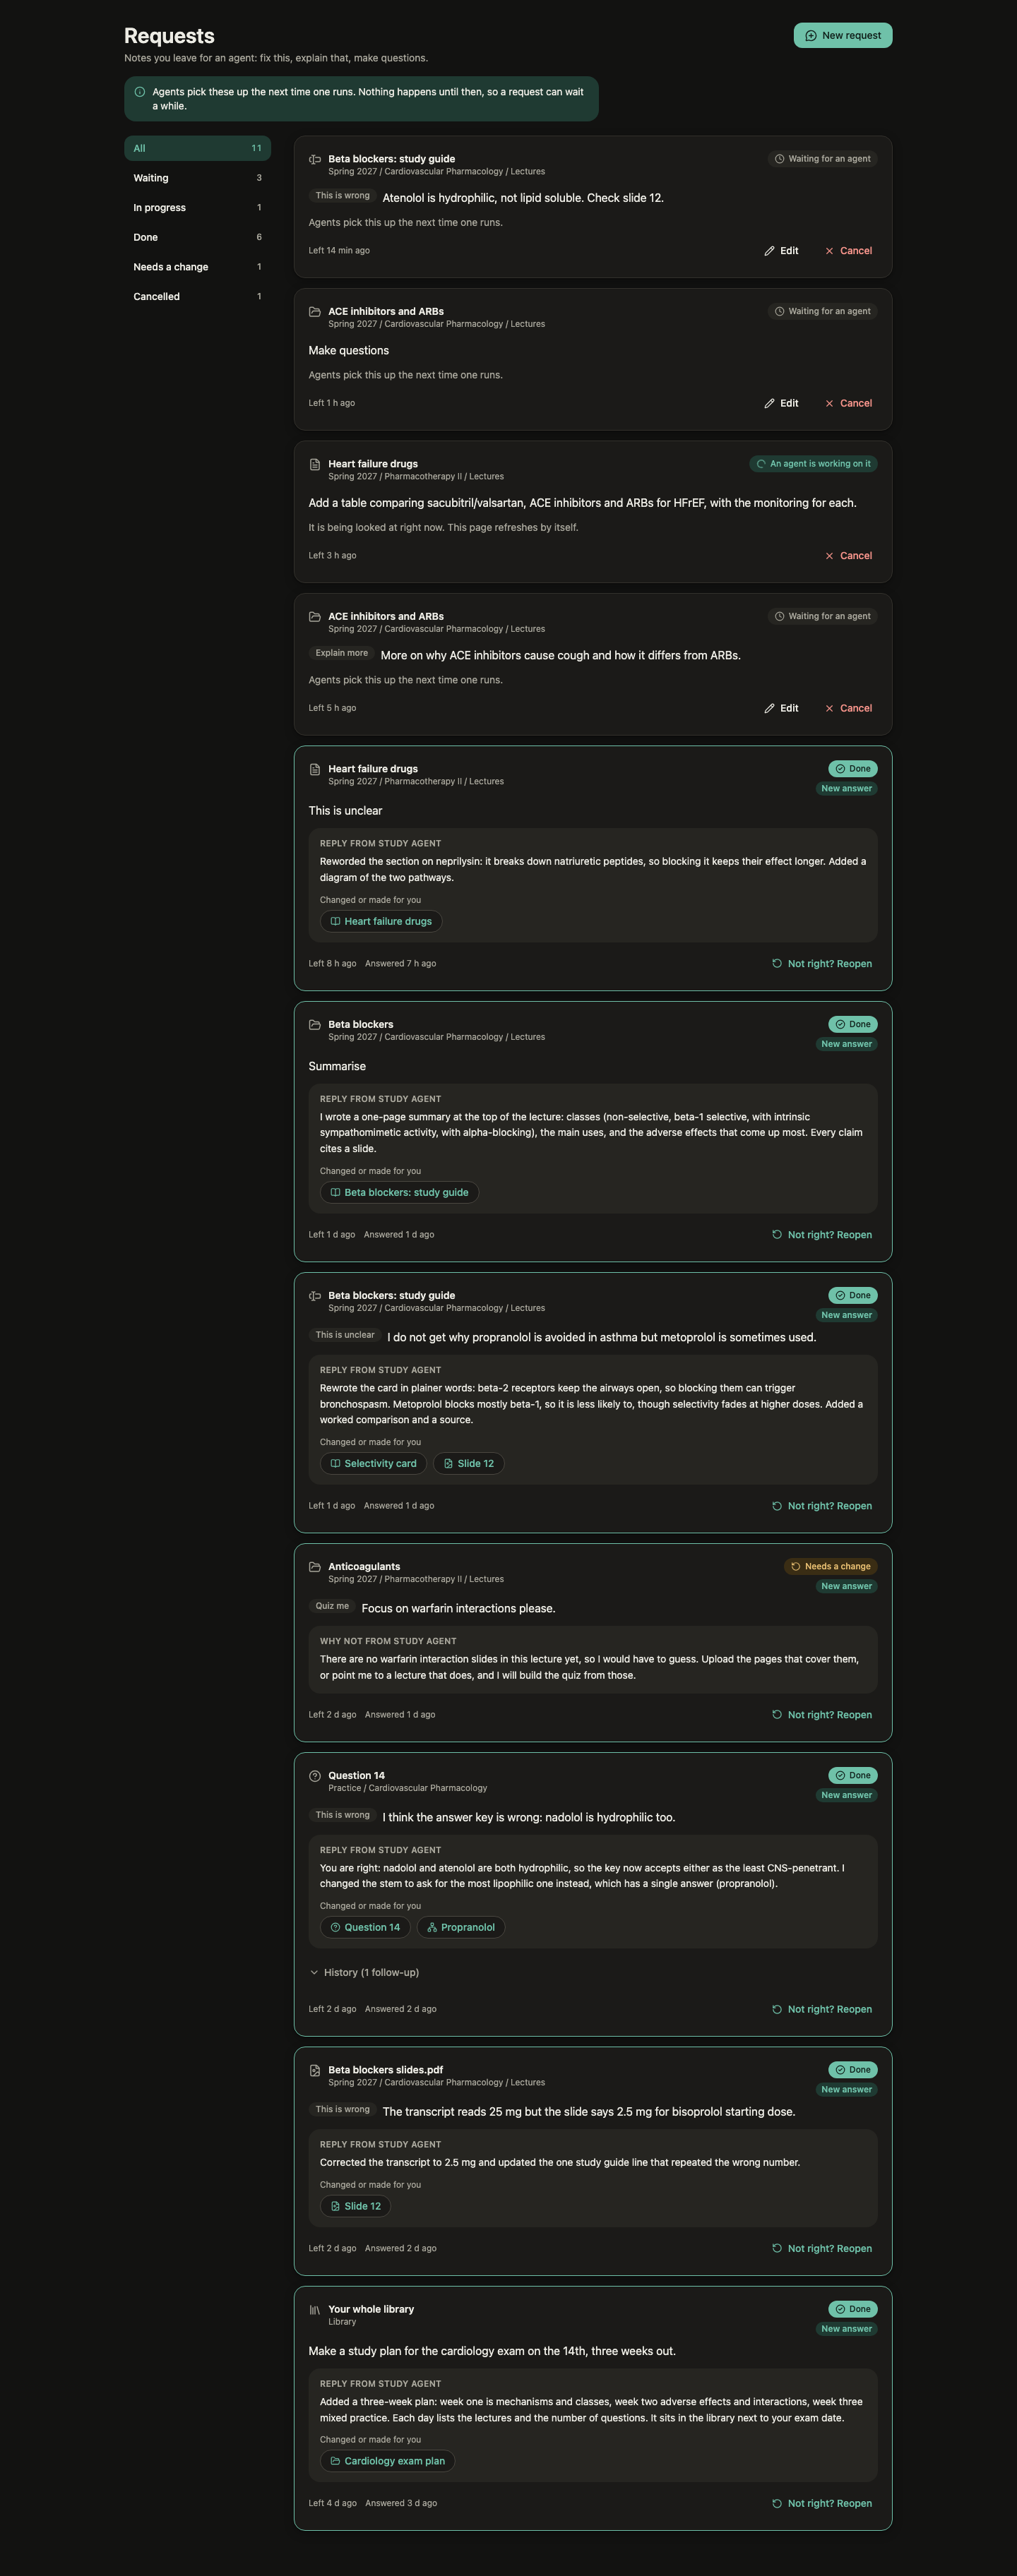 Requests
Notes you leave for an agent: fix this, explain that, make questions.
New request
Agents pick these up the next time one runs. Nothing happens until then, so a request can wait
a while.
All 11
Waiting 3
In progress 1
Done 6
Needs a change 1
Cancelled 1
Beta blockers: study guide
Spring 2027 / Cardiovascular Pharmacology / Lectures
Waiting for an agent
This is wrong Atenolol is hydrophilic, not lipid soluble. Check slide 12.
Agents pick this up the next time one runs.
Left 14 min ago
Edit Cancel
ACE inhibitors and ARBs
Spring 2027 / Cardiovascular Pharmacology / Lectures
Waiting for an agent
Make questions
Agents pick this up the next time one runs.
Left 1 h ago
Edit Cancel
Heart failure drugs
Spring 2027 / Pharmacotherapy II / Lectures
An agent is working on it
Add a table comparing sacubitril/valsartan, ACE inhibitors and ARBs for HFrEF, with the monitoring for each.
It is being looked at right now. This page refreshes by itself.
Left 3 h ago
Cancel
ACE inhibitors and ARBs
Spring 2027 / Cardiovascular Pharmacology / Lectures
Waiting for an agent
Explain more More on why ACE inhibitors cause cough and how it differs from ARBs.
Agents pick this up the next time one runs.
Left 5 h ago
Edit Cancel
Heart failure drugs
Spring 2027 / Pharmacotherapy II / Lectures
Done
New answer
This is unclear
REPLY FROM STUDY AGENT
Reworded the section on neprilysin: it breaks down natriuretic peptides, so blocking it keeps their effect longer. Added a
diagram of the two pathways.
Changed or made for you
Heart failure drugs
Left 8 h ago Answered 7 h ago
Not right? Reopen
Beta blockers
Spring 2027 / Cardiovascular Pharmacology / Lectures
Done
New answer
Summarise
REPLY FROM STUDY AGENT
I wrote a one-page summary at the top of the lecture: classes (non-selective, beta-1 selective, with intrinsic
sympathomimetic activity, with alpha-blocking), the main uses, and the adverse effects that come up most. Every claim
cites a slide.
Changed or made for you
Beta blockers: study guide
Left 1 d ago Answered 1 d ago
Not right? Reopen
Beta blockers: study guide
Spring 2027 / Cardiovascular Pharmacology / Lectures
Done
New answer
This is unclear I do not get why propranolol is avoided in asthma but metoprolol is sometimes used.
REPLY FROM STUDY AGENT
Rewrote the card in plainer words: beta-2 receptors keep the airways open, so blocking them can trigger
bronchospasm. Metoprolol blocks mostly beta-1, so it is less likely to, though selectivity fades at higher doses. Added a
worked comparison and a source.
Changed or made for you
Selectivity card Slide 12
Left 1 d ago Answered 1 d ago
Not right? Reopen
Anticoagulants
Spring 2027 / Pharmacotherapy II / Lectures
Needs a change
New answer
Quiz me Focus on warfarin interactions please.
WHY NOT FROM STUDY AGENT
There are no warfarin interaction slides in this lecture yet, so I would have to guess. Upload the pages that cover them,
or point me to a lecture that does, and I will build the quiz from those.
Left 2 d ago Answered 1 d ago
Not right? Reopen
Question 14
Practice / Cardiovascular Pharmacology
Done
New answer
This is wrong I think the answer key is wrong: nadolol is hydrophilic too.
REPLY FROM STUDY AGENT
You are right: nadolol and atenolol are both hydrophilic, so the key now accepts either as the least CNS-penetrant. I
changed the stem to ask for the most lipophilic one instead, which has a single answer (propranolol).
Changed or made for you
Question 14 Propranolol
History (1 follow-up)
Left 2 d ago Answered 2 d ago
Not right? Reopen
Beta blockers slides.pdf
Spring 2027 / Cardiovascular Pharmacology / Lectures
Done
New answer
This is wrong The transcript reads 25 mg but the slide says 2.5 mg for bisoprolol starting dose.
REPLY FROM STUDY AGENT
Corrected the transcript to 2.5 mg and updated the one study guide line that repeated the wrong number.
Changed or made for you
Slide 12
Left 2 d ago Answered 2 d ago
Not right? Reopen
Your whole library
Library
Done
New answer
Make a study plan for the cardiology exam on the 14th, three weeks out.
REPLY FROM STUDY AGENT
Added a three-week plan: week one is mechanisms and classes, week two adverse effects and interactions, week three
mixed practice. Each day lists the lectures and the number of questions. It sits in the library next to your exam date.
Changed or made for you
Cardiology exam plan
Left 4 d ago Answered 3 d ago
Not right? Reopen